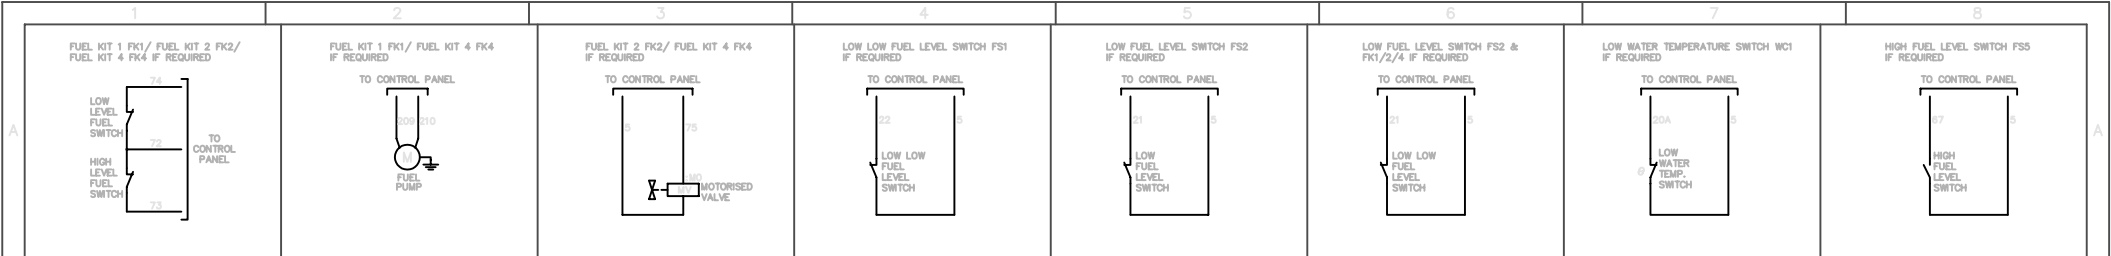 1
2
3
4
5
6
7
8
A
A
FUEL KIT 1 FK1/ FUEL KIT 2 FK2/
FUEL KIT 4 FK4 IF REQUIRED
74
LOW
LEVEL
FUEL
SWITCH
72
TO
CONTROL
PANEL
HIGH
LEVEL
FUEL
SWITCH
73
FUEL KIT 1 FK1/ FUEL KIT 4 FK4
IF REQUIRED
TO CONTROL PANEL
209 210
M
FUEL
PUMP
FUEL KIT 2 FK2/ FUEL KIT 4 FK4
IF REQUIRED
TO CONTROL PANEL
5 75
:MO
MV
MOTORISED
VALVE
LOW LOW FUEL LEVEL SWITCH FS1
IF REQUIRED
TO CONTROL PANEL
22 5
LOW LOW
FUEL
LEVEL
SWITCH
LOW FUEL LEVEL SWITCH FS2
IF REQUIRED
TO CONTROL PANEL
21 5
LOW
FUEL
LEVEL
SWITCH
LOW FUEL LEVEL SWITCH FS2 &
FK1/2/4 IF REQUIRED
TO CONTROL PANEL
21 5
LOW LOW
FUEL
LEVEL
SWITCH
LOW WATER TEMPERATURE SWITCH WC1
IF REQUIRED
TO CONTROL PANEL
20A 5
LOW
WATER
TEMP.
SWITCH
HIGH FUEL LEVEL SWITCH FS5
IF REQUIRED
TO CONTROL PANEL
67 5
HIGH
FUEL
LEVEL
SWITCH